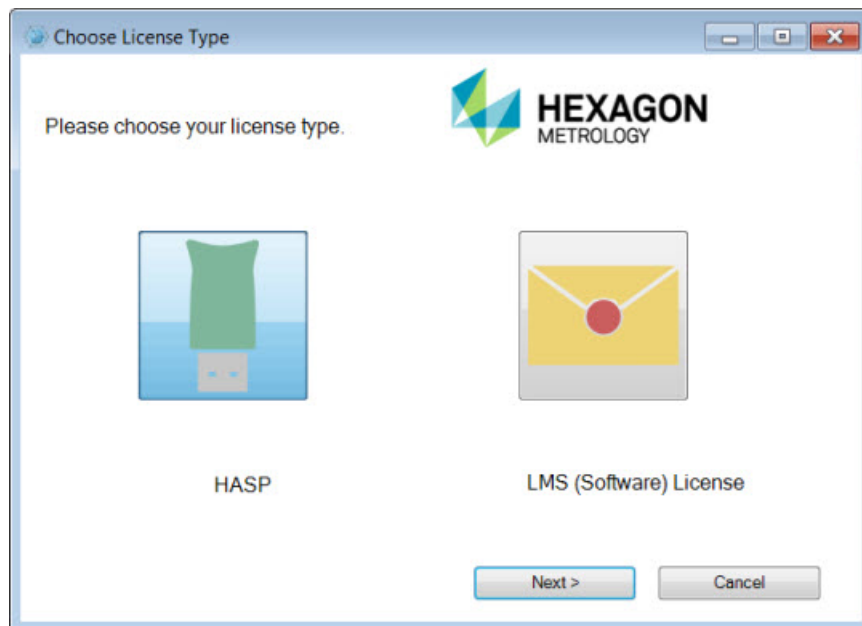 Choose License Type
Please choose your license type.
HEXAGON
METROLOGY
HASP
LMS (Software) License
Next >
Cancel